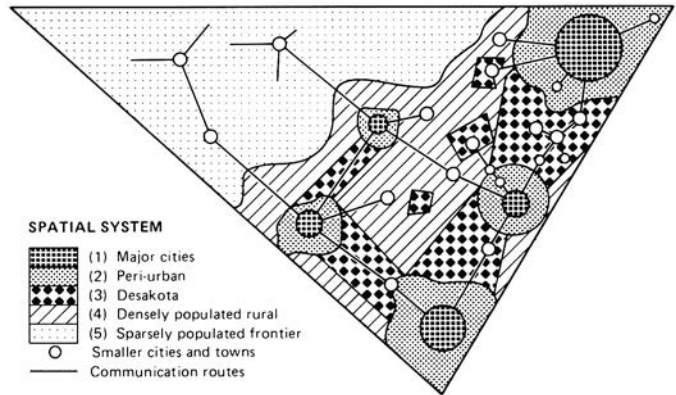 SPATIAL SYSTEM
(1) Major cities
(2) Peri-urban
(3) Desakota
(4) Densely populated rural
(5) Sparsely populated frontier
Smaller cities and towns
Communication routes